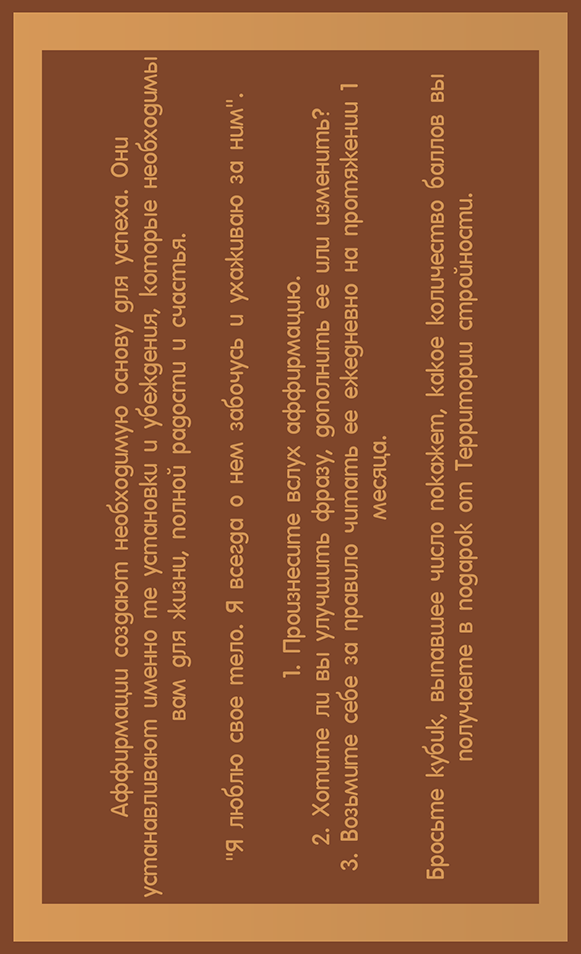 Аффирмации создают необходимую основу для успеха. Они
устанавливают именно те установки и убеждения, которые необходимы
вам для жизни, полной радости и счастья.
"Я люблю свое тело. Я всегда о нем забочусь и ухаживаю за ним".
1. Произнесите вслух аффирмацию.
2. Хотите ли вы улучшить фразу, дополнить ее или изменить?
3. Возьмите себе за правило читать ее ежедневно на протяжении 1
месяца.
Бросьте кубик, выпавшее число покажет, какое количество баллов вы
получаете в подарок от Территории стройности.